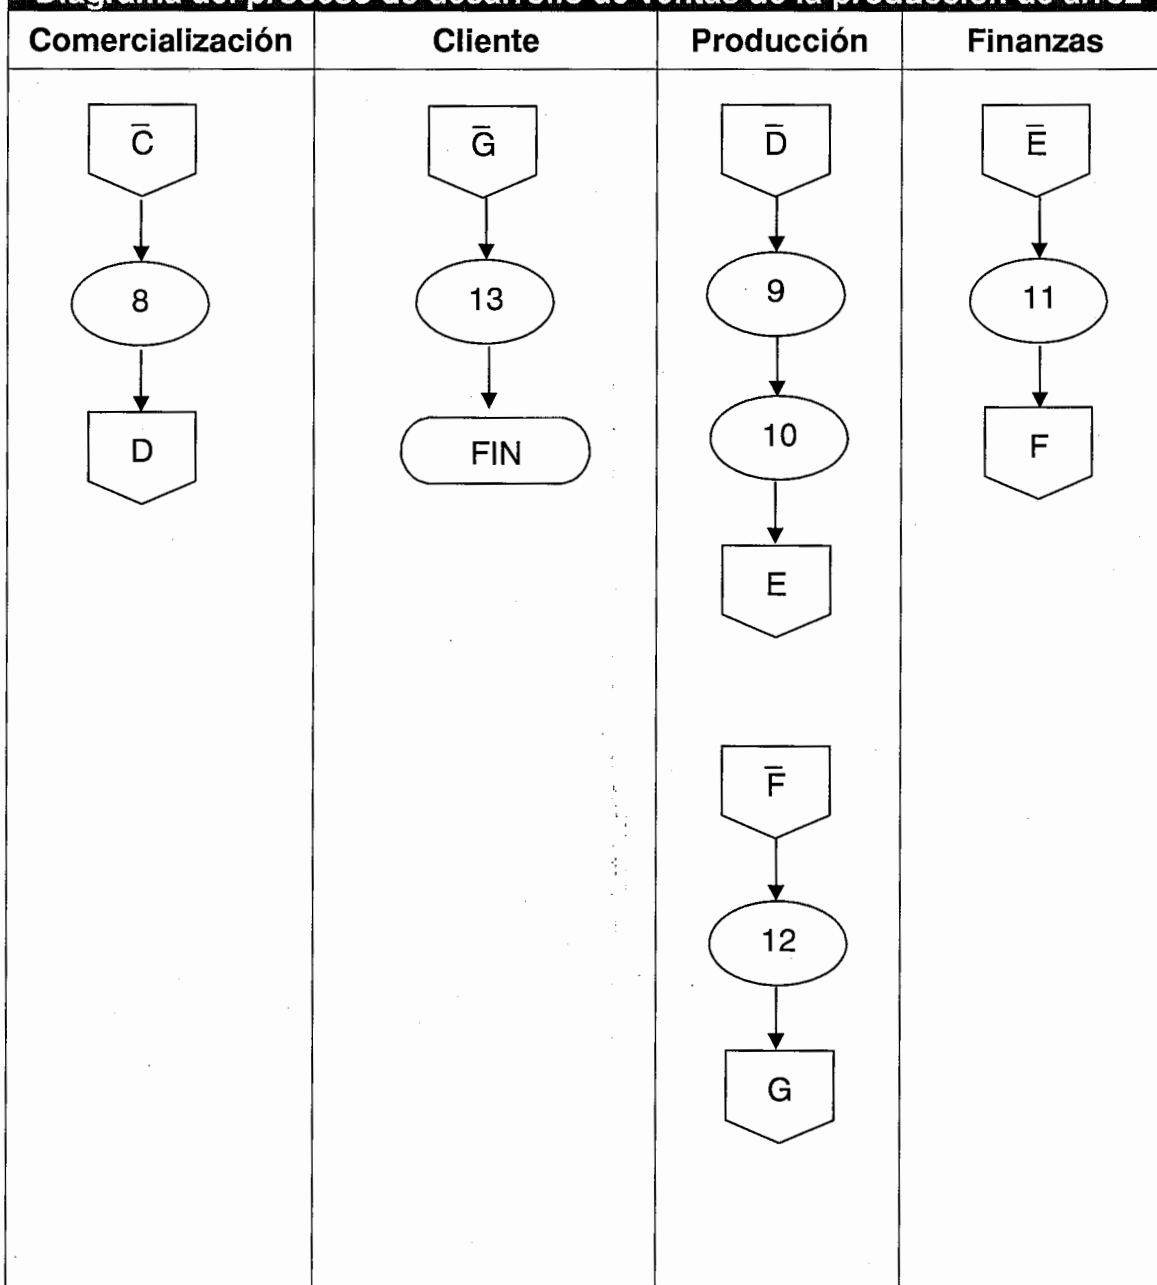 Diagrama del proceso de desarrollo de ventas de la producción de arroz
Comercialización Cliente Producción Finanzas
C̅ G̅ D̅ E̅
8 13 9 11
D FIN 10 F
E
F̅
12
G